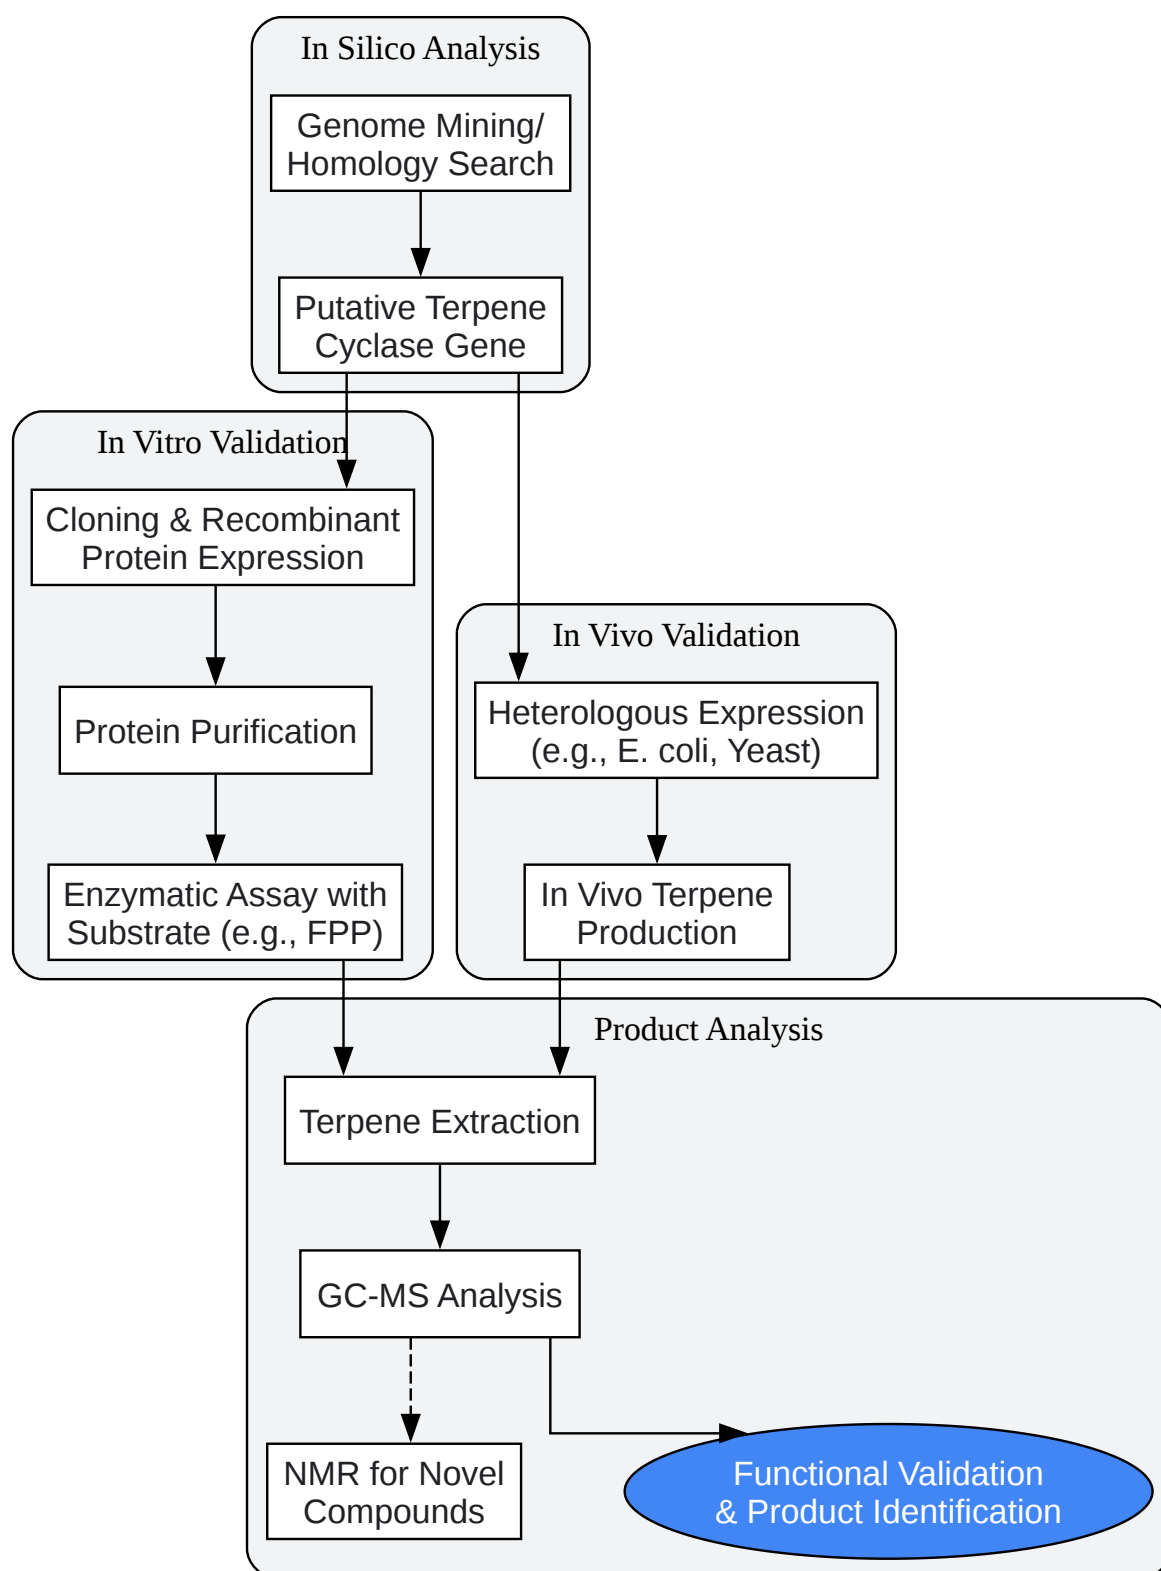 In Silico Analysis
Genome Mining/
Homology Search
Putative Terpene
Cyclase Gene
In Vitro Validation
Cloning & Recombinant
Protein Expression
Protein Purification
Enzymatic Assay with
Substrate (e.g., FPP)
In Vivo Validation
Heterologous Expression
(e.g., E. coli, Yeast)
In Vivo Terpene
Production
Product Analysis
Terpene Extraction
GC-MS Analysis
NMR for Novel
Compounds
Functional Validation
& Product Identification